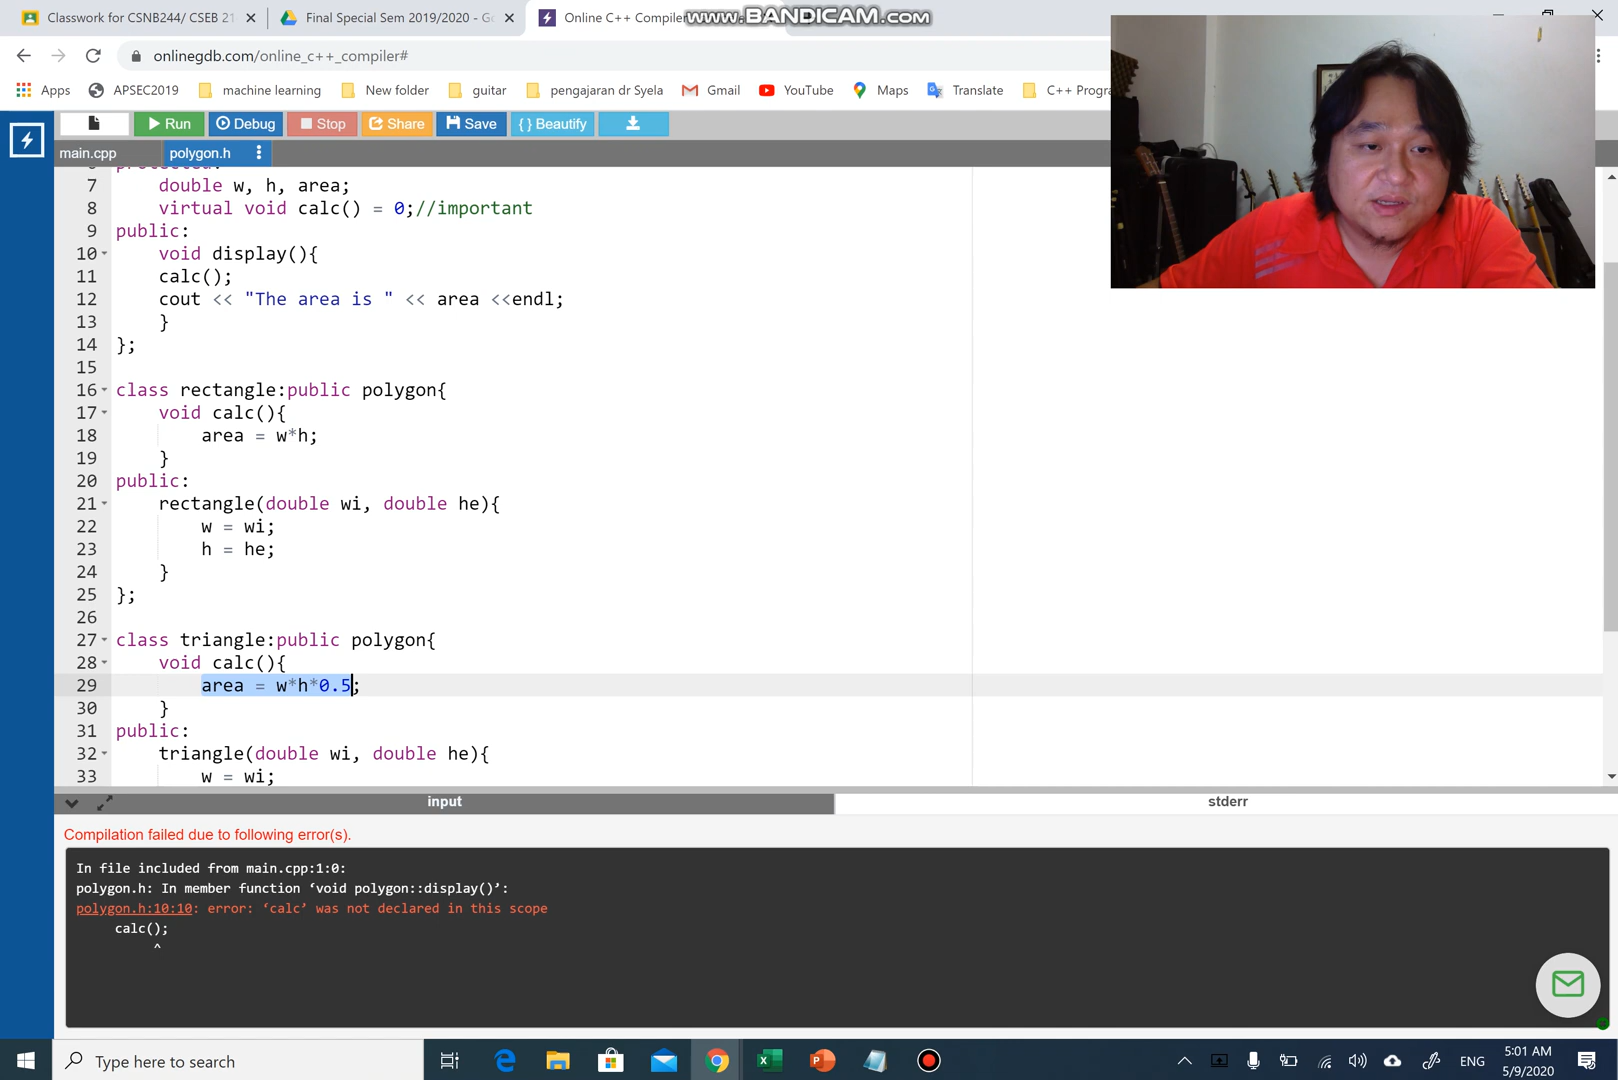 Classwork for CSNB244/ CSEB 21
Final Special Sem 2019/2020 - Go
Online C++ Compiler
www.BANDICAM.com
onlinegdb.com/online_c++_compiler#
Apps
APSEC2019
machine learning
New folder
guitar
pengajaran dr Syela
Gmail
YouTube
Maps
Translate
C++ Progra
Run
Debug
Stop
Share
Save
{ } Beautify
main.cpp
polygon.h
protected:
7 double w, h, area;
8 virtual void calc() = 0;//important
9 public:
10 void display(){
11 calc();
12 cout << "The area is " << area <<endl;
13 }
14 };
15
16 class rectangle:public polygon{
17 void calc(){
18 area = w*h;
19 }
20 public:
21 rectangle(double wi, double he){
22 w = wi;
23 h = he;
24 }
25 };
26
27 class triangle:public polygon{
28 void calc(){
29 area = w*h*0.5;
30 }
31 public:
32 triangle(double wi, double he){
33 w = wi;
input
stderr
Compilation failed due to following error(s).
In file included from main.cpp:1:0:
polygon.h: In member function ‘void polygon::display()’:
polygon.h:10:10: error: ‘calc’ was not declared in this scope
calc();
^
Type here to search
ENG
5:01 AM
5/9/2020